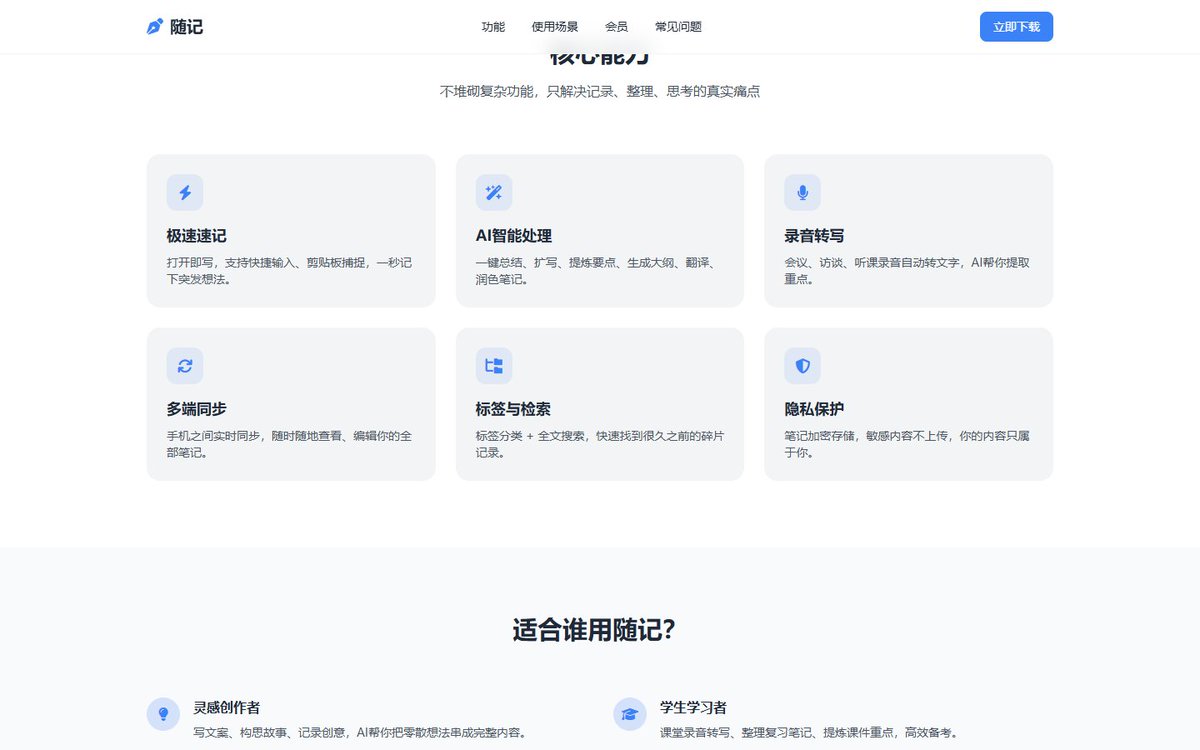 随记
功能
使用场景
会员
常见问题
立即下载
核心能力
不堆砌复杂功能，只解决记录、整理、思考的真实痛点
极速速记
打开即写，支持快捷输入、剪贴板捕捉，一秒记
下突发想法。
AI智能处理
一键总结、扩写、提炼要点、生成大纲、翻译、
润色笔记。
录音转写
会议、访谈、听课录音自动转文字，AI帮你提取
重点。
多端同步
手机之间实时同步，随时随地查看、编辑你的全
部笔记。
标签与检索
标签分类 + 全文搜索，快速找到很久之前的碎片
记录。
隐私保护
笔记加密存储，敏感内容不上传，你的内容只属
于你。
适合谁用随记？
灵感创作者
写文案、构思故事、记录创意，AI帮你把零散想法串成完整内容。
学生学习者
课堂录音转写、整理复习笔记、提炼课件重点，高效备考。